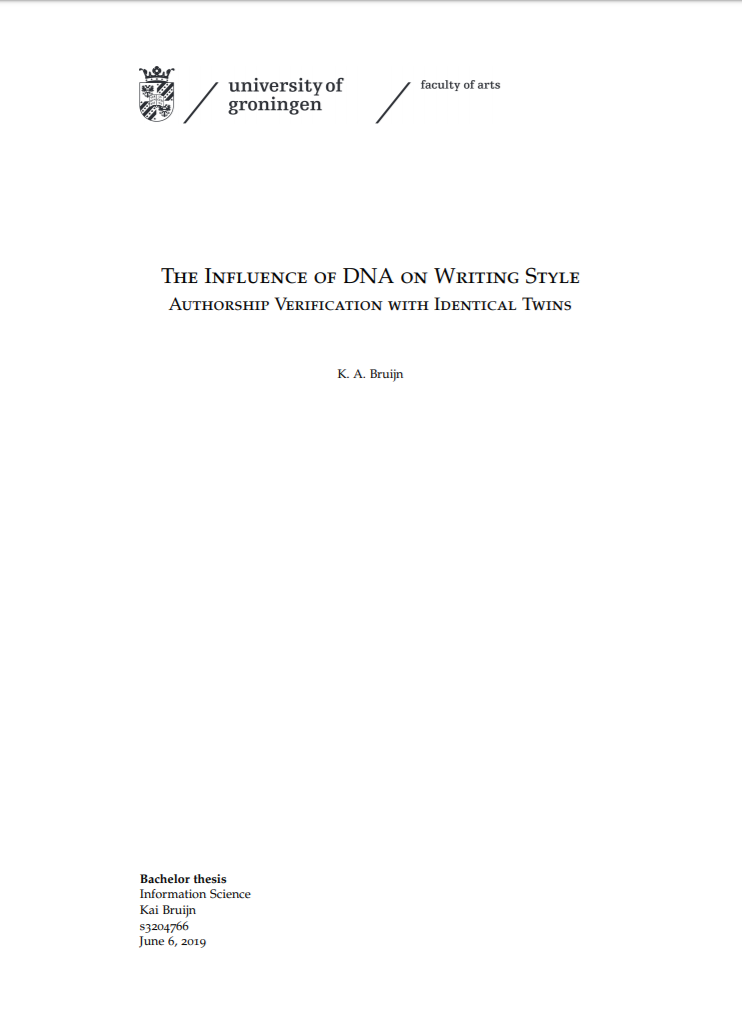 university of
groningen
faculty of arts
The Influence of DNA on Writing Style
Authorship Verification with Identical Twins
K. A. Bruijn
Bachelor thesis
Information Science
Kai Bruijn
s3204766
June 6, 2019